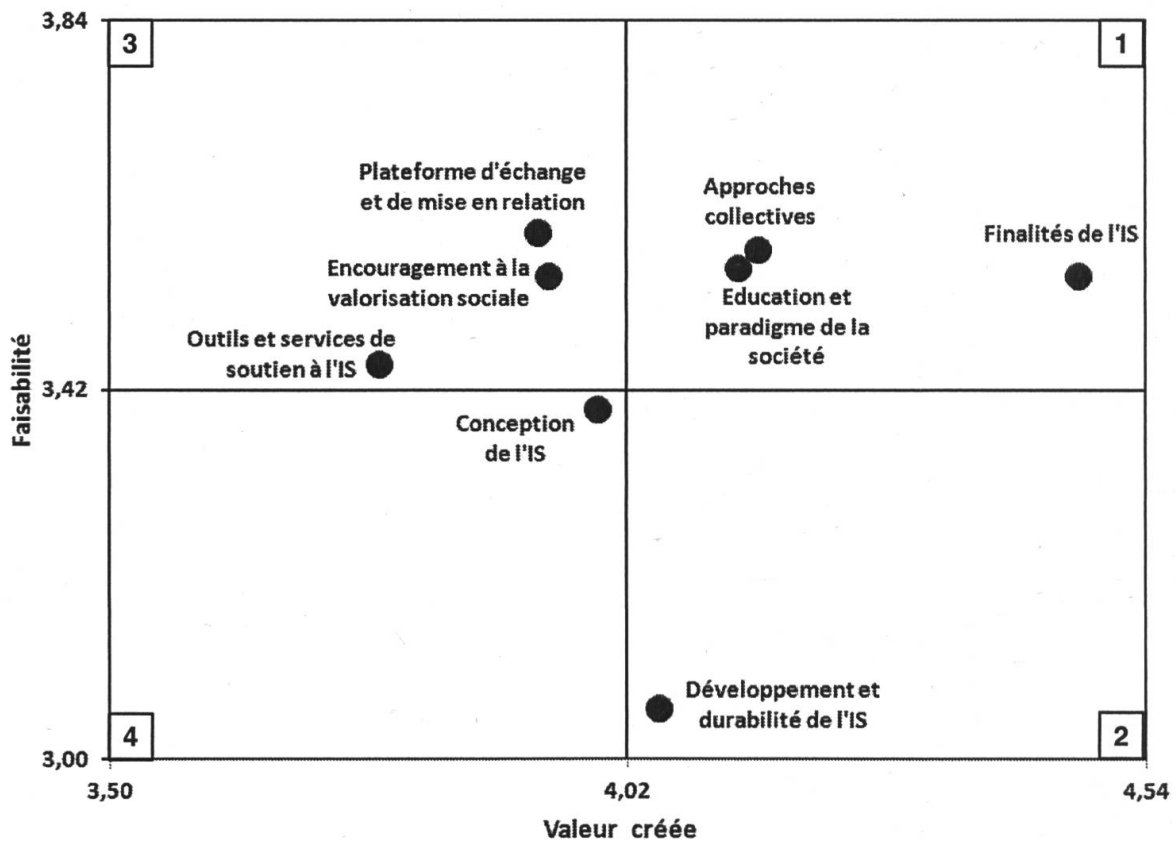 3,84
3
1
Plateforme d'échange
et de mise en relation
Approches
collectives
Finalités de l'IS
Encouragement à la
valorisation sociale
Education et
paradigme de la
société
Outils et services de
soutien à l'IS
Faisabilité
3,42
Conception
de l'IS
Développement et
durabilité de l'IS
4
2
3,00
3,50
4,02
4,54
Valeur créée